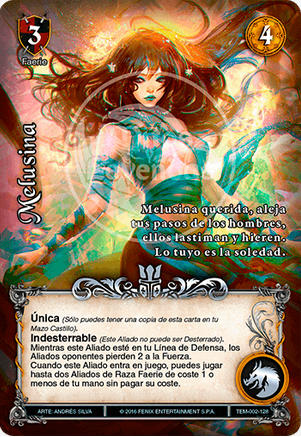 3
Faerie
4
Melusina
Melusina querida, aleja
tus pasos de los hombres,
ellos lastiman y hieren.
Lo tuyo es la soledad.
Única (Sólo puedes tener una copia de esta carta en tu
Mazo Castillo).
Indesterrable (Este Aliado no puede ser Desterrado).
Mientras este Aliado esté en tu Línea de Defensa, los
Aliados oponentes pierden 2 a la Fuerza.
Cuando este Aliado entra en juego, puedes jugar
hasta dos Aliados de Raza Faerie de coste 1 o
menos de tu mano sin pagar su coste.
ARTE: ANDRÉS SILVA
© 2016 FENIX ENTERTAINMENT S.P.A.
TEM-002-128